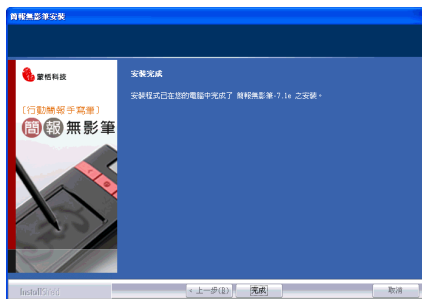 簡報無影筆安裝
蒙恬科技
[行動簡報手寫筆]
簡報無影筆
安裝完成
安裝程式已在您的電腦中完成了 簡報無影筆-7.1e 之安裝。
InstallShield
< 上一步(B)
完成
取消